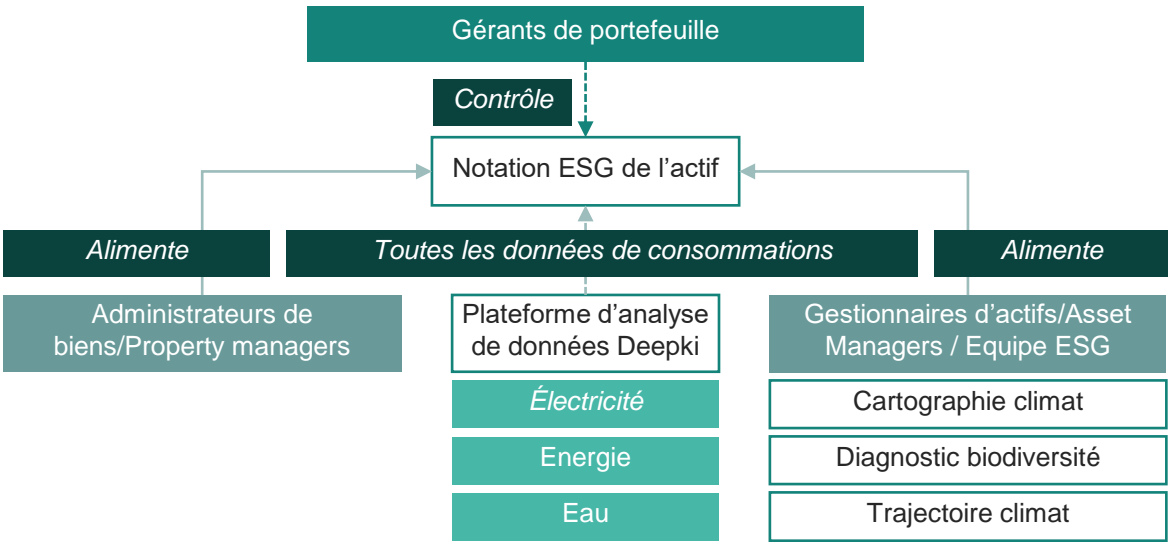 Gérants de portefeuille
Contrôle
Notation ESG de l’actif
Alimente
Toutes les données de consommations
Alimente
Administrateurs de
biens/Property managers
Plateforme d’analyse
de données Deepki
Gestionnaires d’actifs/Asset
Managers / Equipe ESG
Électricité
Cartographie climat
Energie
Diagnostic biodiversité
Eau
Trajectoire climat